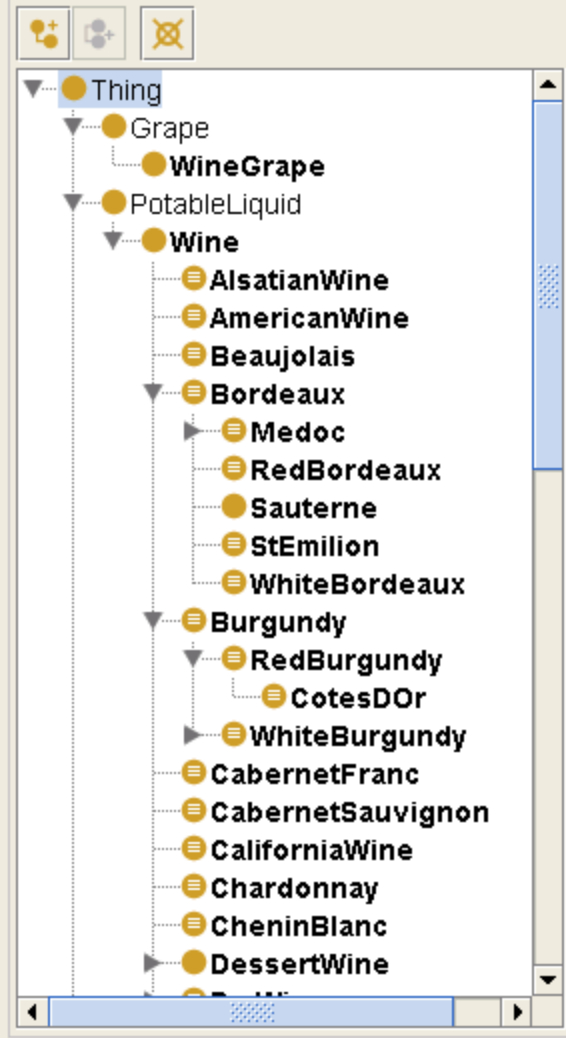 Thing
Grape
WineGrape
PotableLiquid
Wine
AlsatianWine
AmericanWine
Beaujolais
Bordeaux
Medoc
RedBordeaux
Sauterne
StEmilion
WhiteBordeaux
Burgundy
RedBurgundy
CotesDOr
WhiteBurgundy
CabernetFranc
CabernetSauvignon
CaliforniaWine
Chardonnay
CheninBlanc
DessertWine